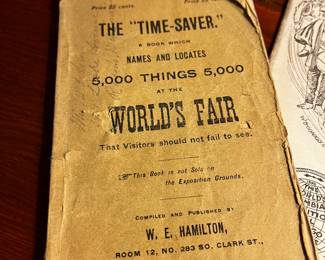 Price 25 cents.
THE "TIME-SAVER."
A BOOK WHICH
NAMES AND LOCATES
5,000 THINGS 5,000
AT THE
WORLD'S FAIR
That Visitors should not fail to see.
This Book is not Sold on
the Exposition Grounds.
COMPILED AND PUBLISHED BY
W. E. HAMILTON,
ROOM 12, NO. 283 SO. CLARK ST.,